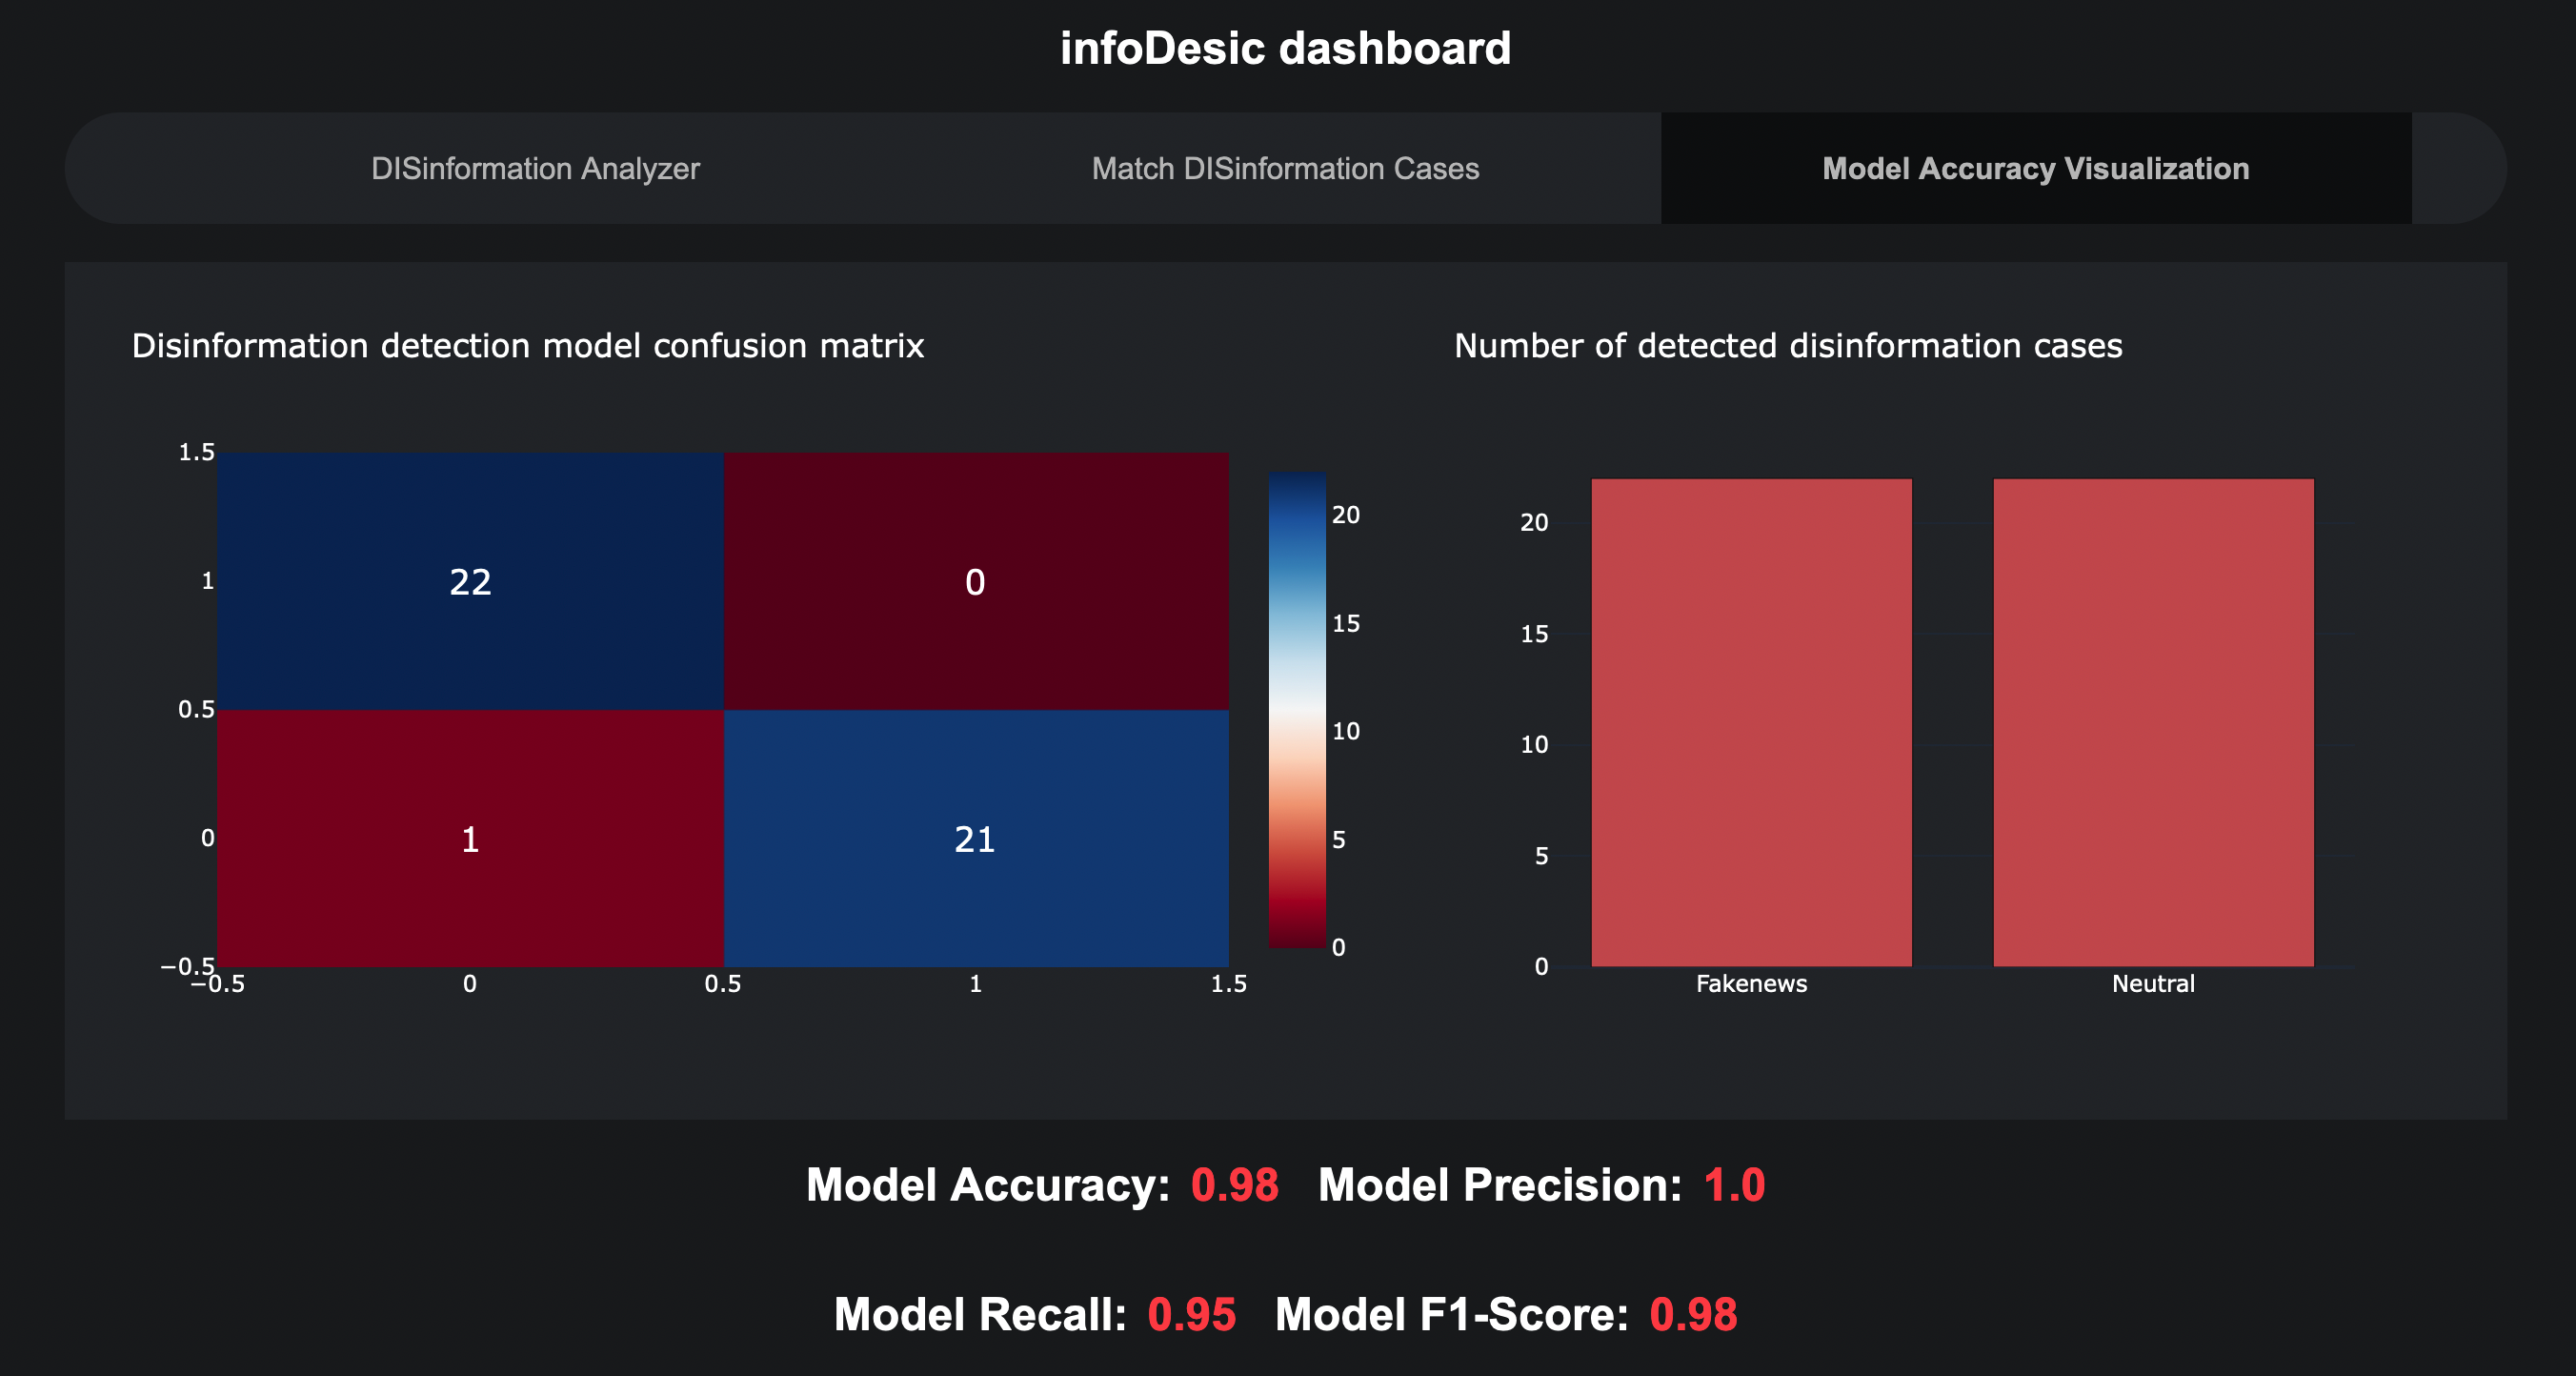 infoDesic dashboard
DISinformation Analyzer
Match DISinformation Cases
Model Accuracy Visualization
Disinformation detection model confusion matrix
1.5
1
0.5
0
−0.5
22
0
1
21
−0.5
0
0.5
1
1.5
20
15
10
5
0
Number of detected disinformation cases
20
15
10
5
0
Fakenews
Neutral
Model Accuracy: 0.98 Model Precision: 1.0
Model Recall: 0.95 Model F1-Score: 0.98